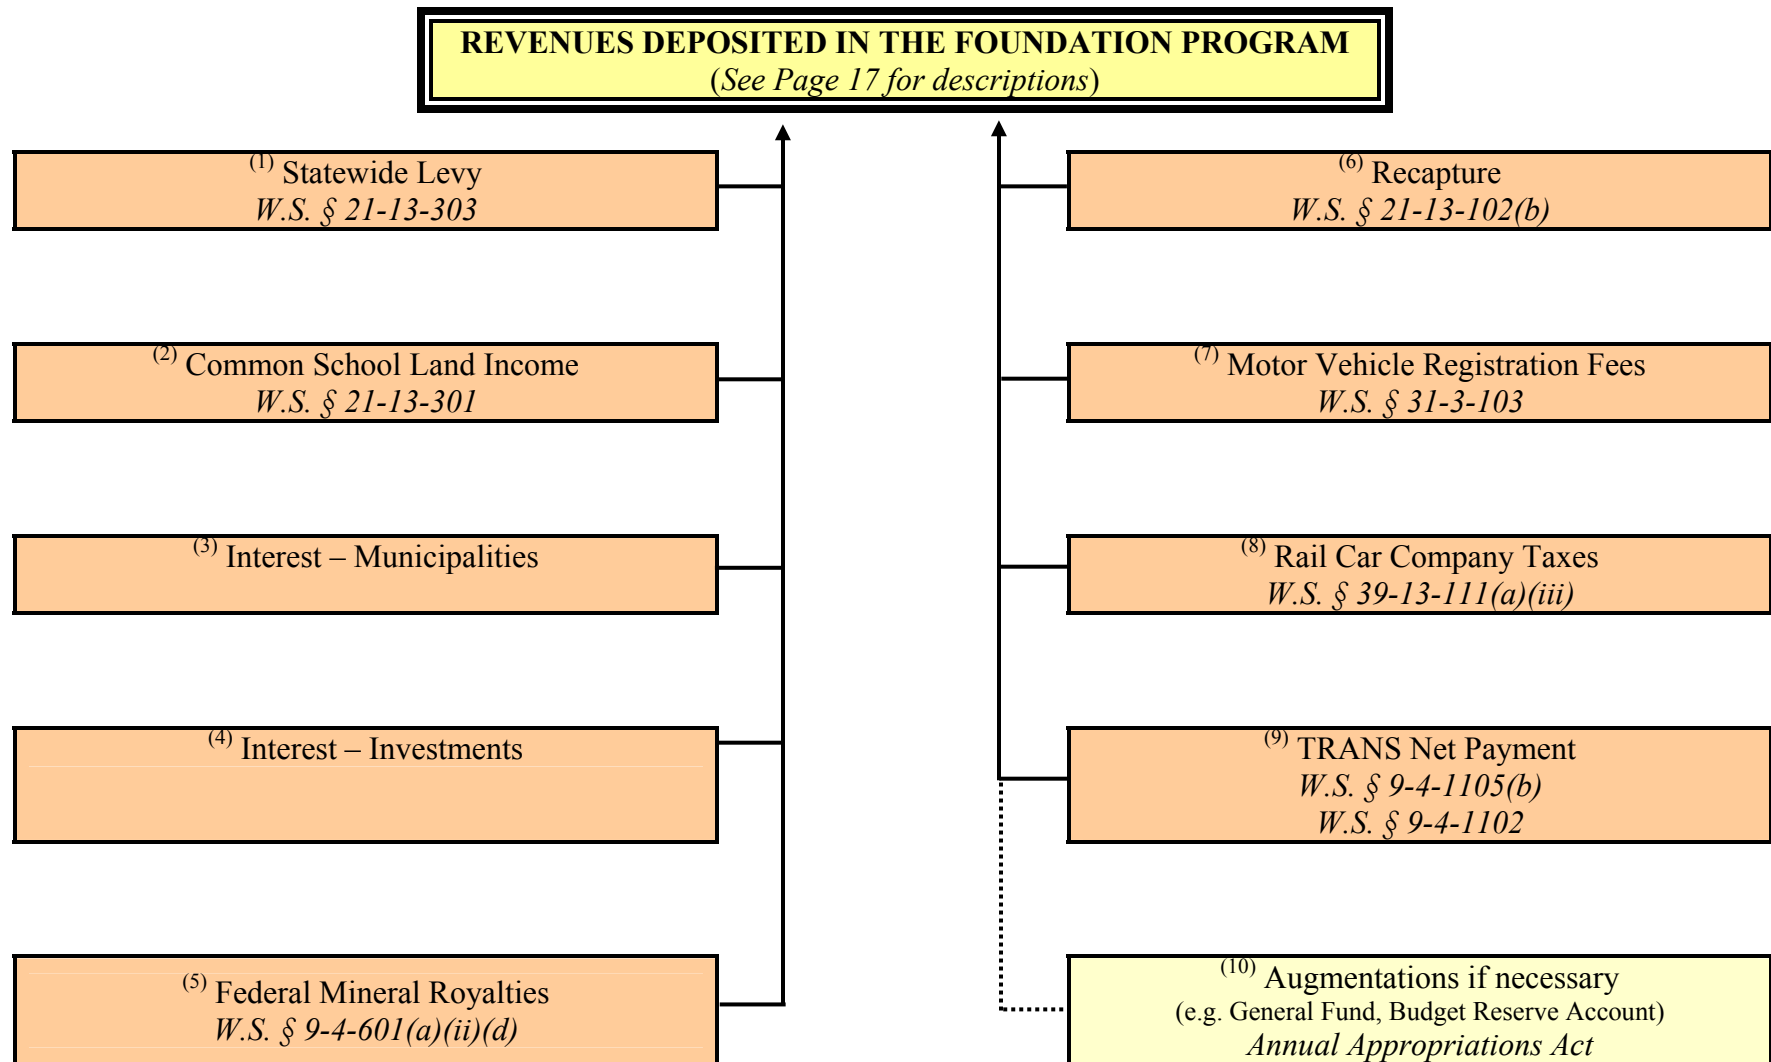 REVENUES DEPOSITED IN THE FOUNDATION PROGRAM
(See Page 17 for descriptions)
(1) Statewide Levy
W.S. § 21-13-303
(2) Common School Land Income
W.S. § 21-13-301
(3) Interest – Municipalities
(4) Interest – Investments
(5) Federal Mineral Royalties
W.S. § 9-4-601(a)(ii)(d)
(6) Recapture
W.S. § 21-13-102(b)
(7) Motor Vehicle Registration Fees
W.S. § 31-3-103
(8) Rail Car Company Taxes
W.S. § 39-13-111(a)(iii)
(9) TRANS Net Payment
W.S. § 9-4-1105(b)
W.S. § 9-4-1102
(10) Augmentations if necessary
(e.g. General Fund, Budget Reserve Account)
Annual Appropriations Act